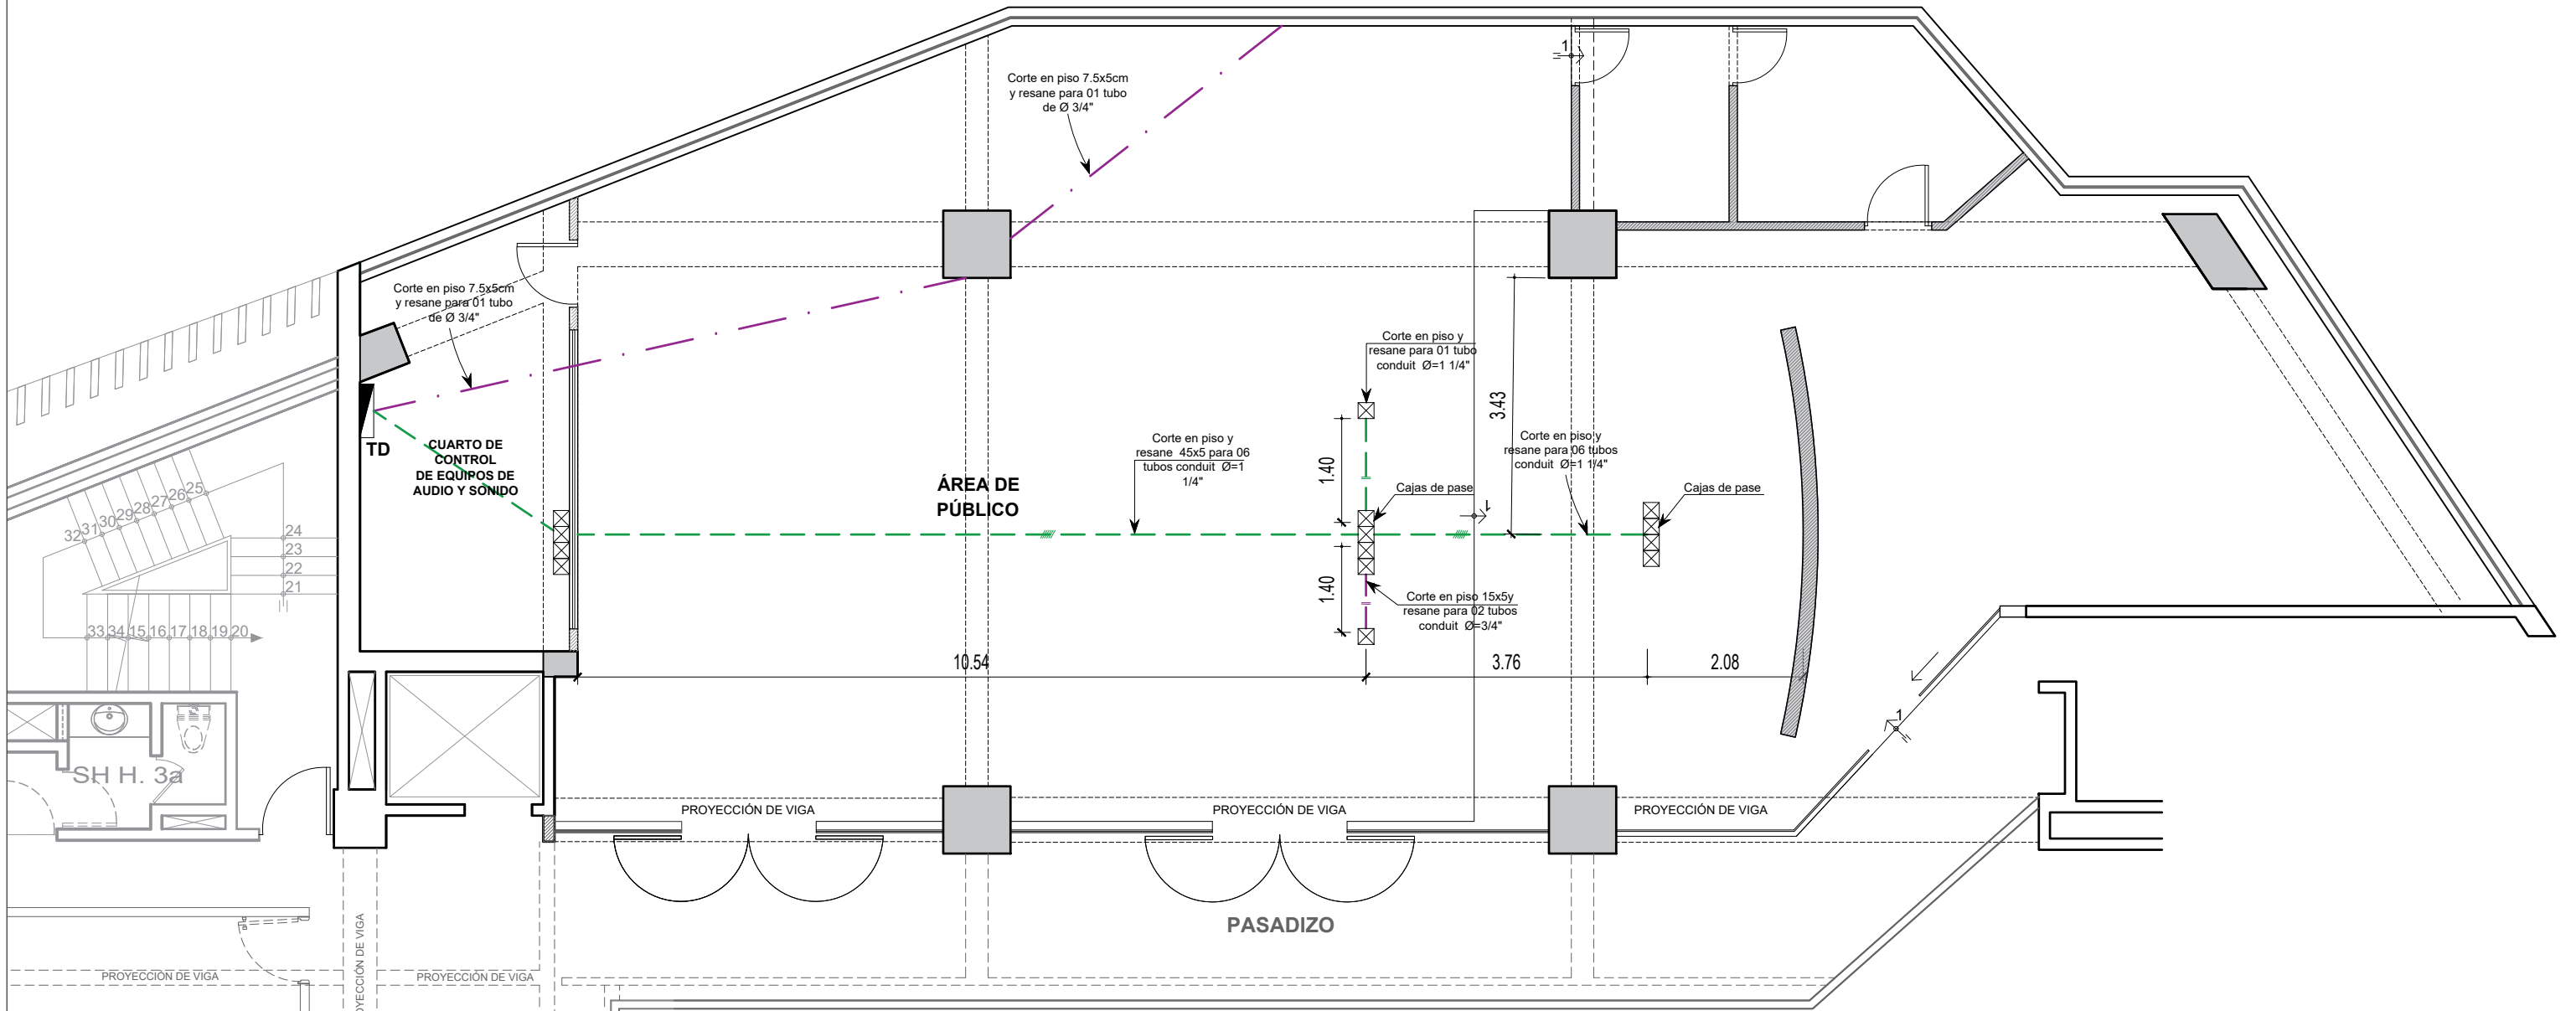 Corte en piso 7.5x5cm
y resane para 01 tubo
de Ø 3/4"
1
Corte en piso 7.5x5cm
y resane para 01 tubo
de Ø 3/4"
Corte en piso y
resane para 01 tubo
conduit Ø=1 1/4"
3.43
TD
CUARTO DE
CONTROL
DE EQUIPOS DE
AUDIO Y SONIDO
Corte en piso y
resane 45x5 para 06
tubos conduit Ø=1
1/4"
ÁREA DE
PÚBLICO
1.40
Corte en piso y
resane para 06 tubos
conduit Ø=1 1/4"
Cajas de pase
Cajas de pase
1
32 31 30 29 28 27 26 25
24
23
22
21
1.40
Corte en piso 15x5y
resane para 02 tubos
conduit Ø=3/4"
33 34 15 16 17 18 19 20
10.54
3.76
2.08
1
SH H. 3a
PROYECCIÓN DE VIGA
PROYECCIÓN DE VIGA
PROYECCIÓN DE VIGA
PASADIZO
PROYECCIÓN DE VIGA
OYECCIÓN DE VIGA
PROYECCIÓN DE VIGA